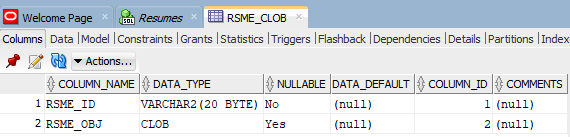 Welcome Page Resumes RSME_CLOB
Columns Data Model Constraints Grants Statistics Triggers Flashback Dependencies Details Partitions Index
Actions...
COLUMN_NAME DATA_TYPE NULLABLE DATA_DEFAULT COLUMN_ID COMMENTS
1 RSME_ID VARCHAR2(20 BYTE) No (null) 1 (null)
2 RSME_OBJ CLOB Yes (null) 2 (null)